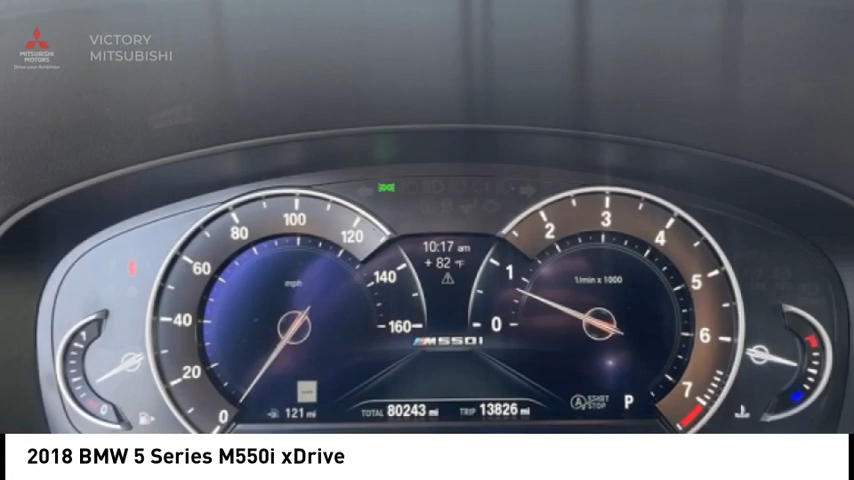 MITSUBISHI
MOTORS
Drive your Ambition
VICTORY
MITSUBISHI
0
20
40
60
80
100
120
140
160
mph
10:17 am
+ 82 °F
M550i
0
1
2
3
4
5
6
7
1/min x 1000
121 mi
TOTAL 80243 mi
TRIP 13826 mi
A START
STOP
P
0
2018 BMW 5 Series M550i xDrive